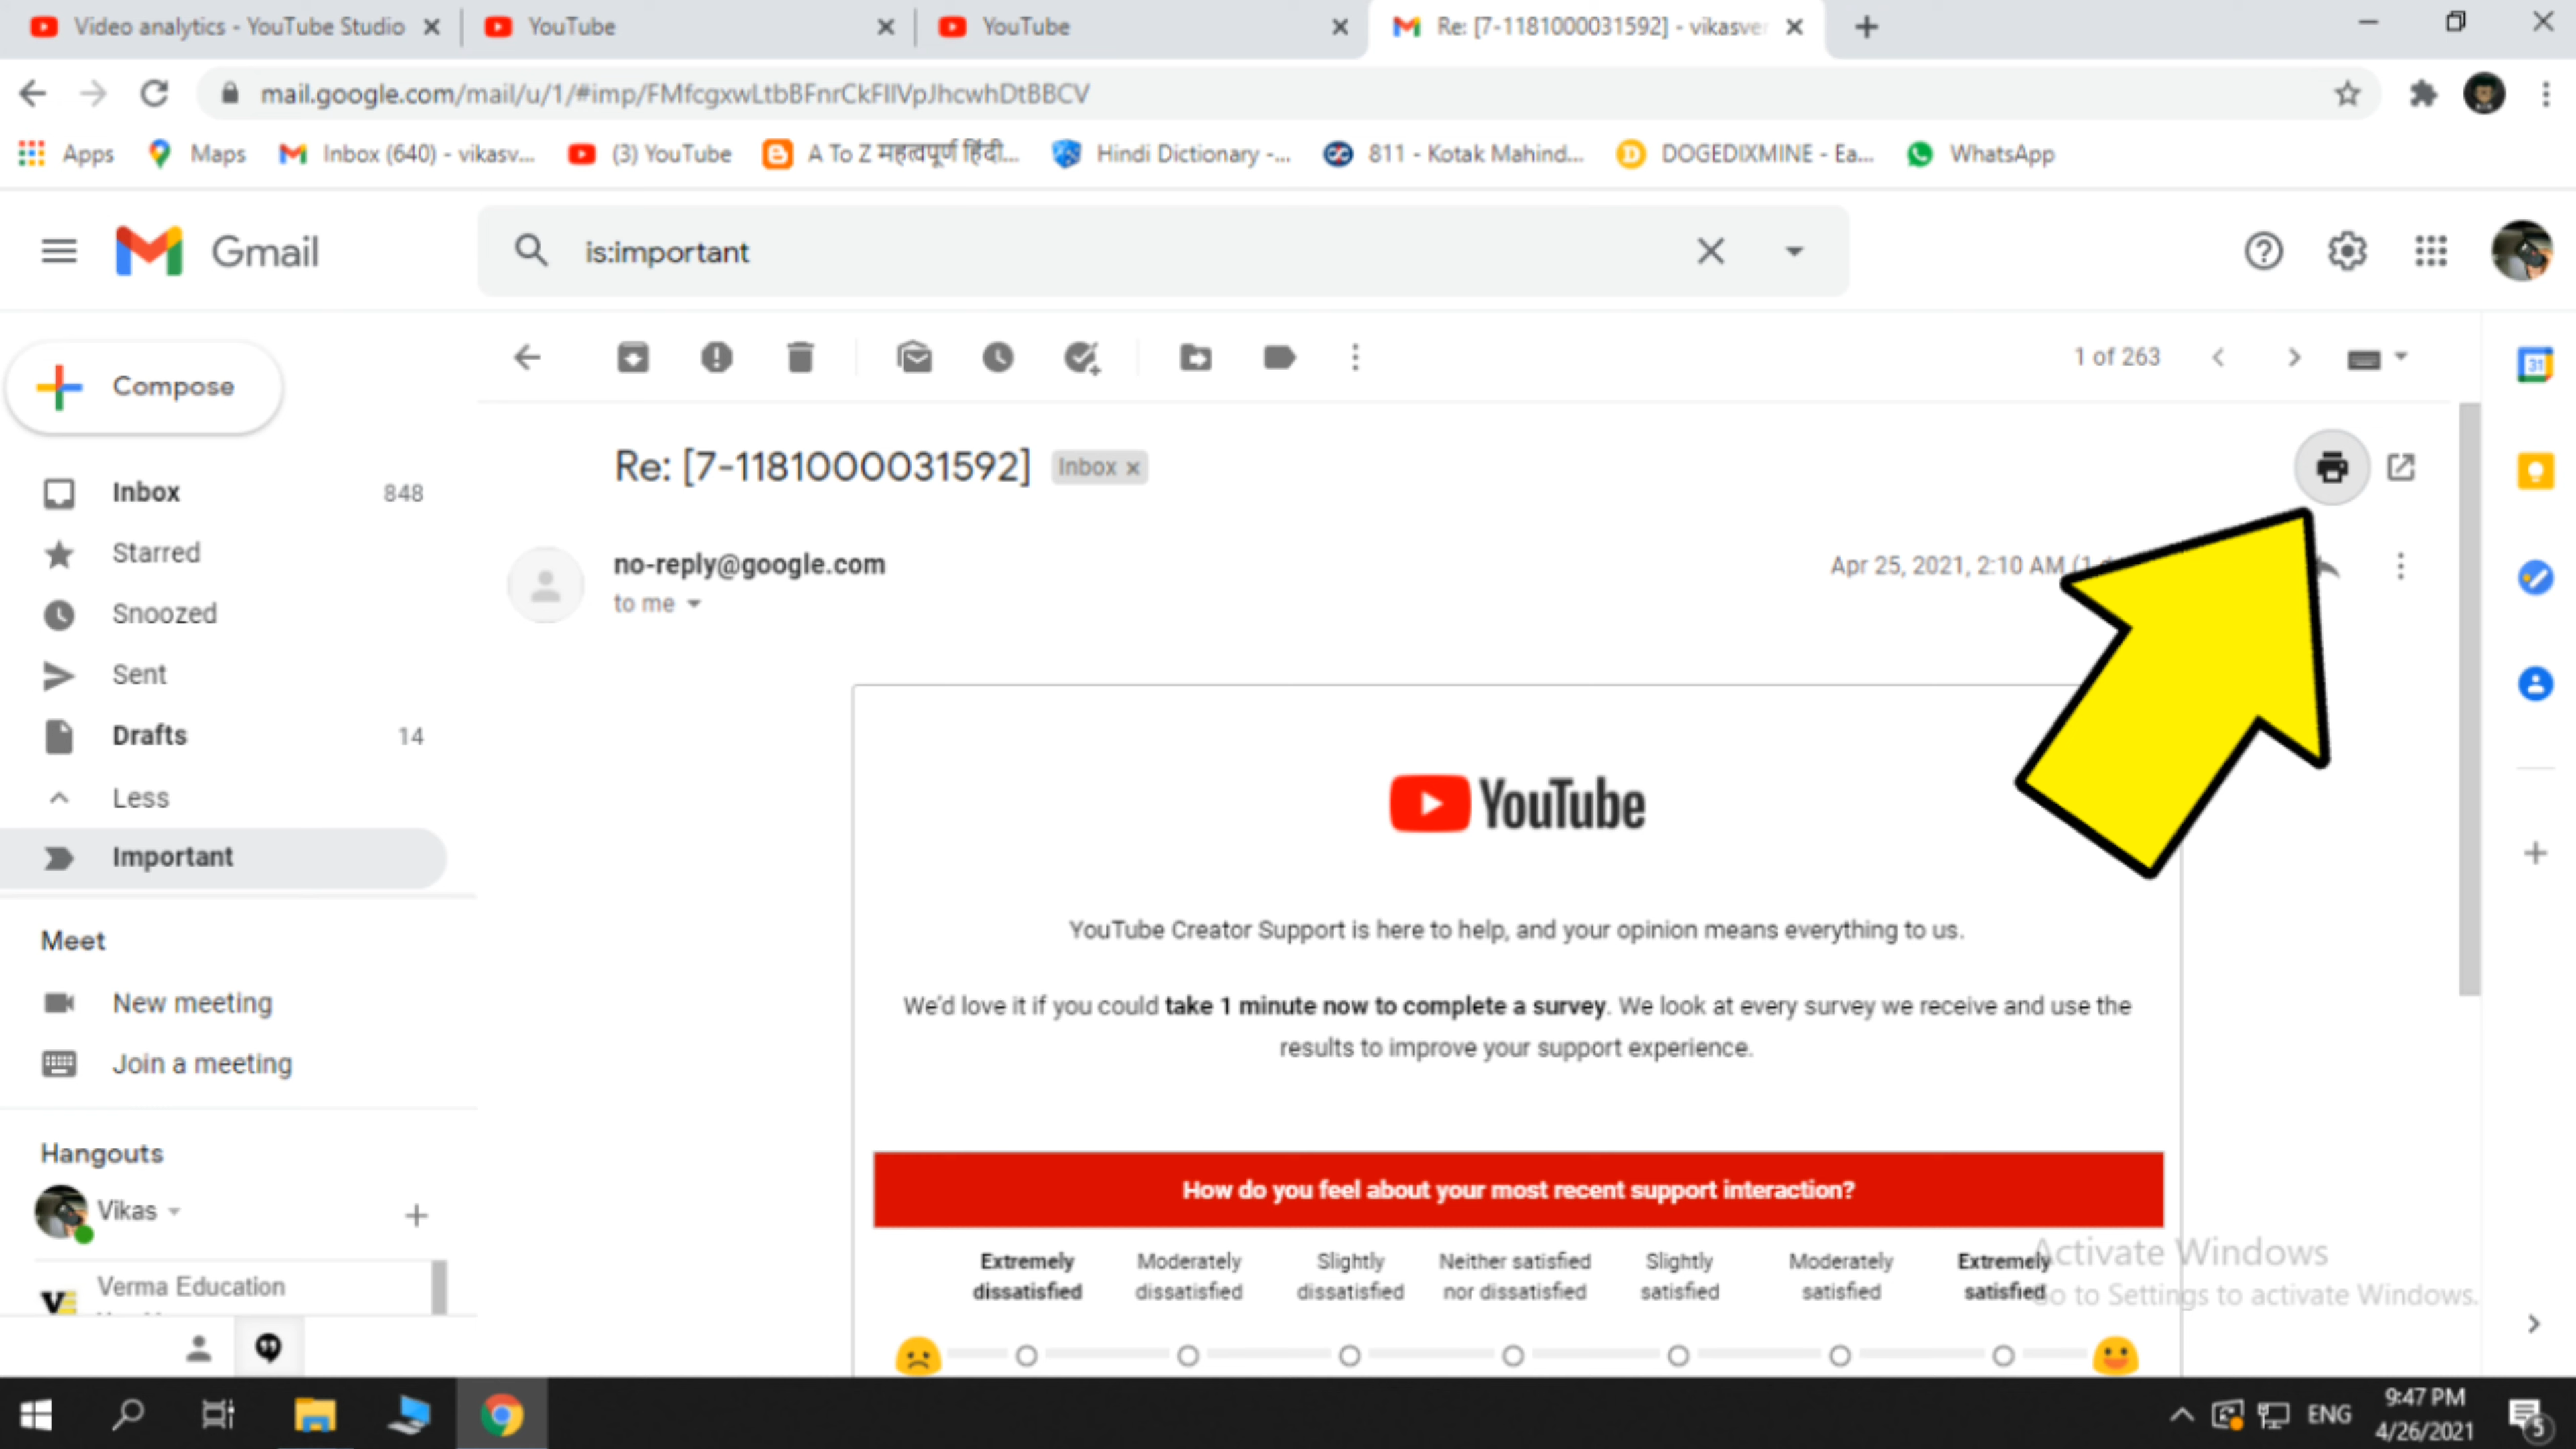 Video analytics - YouTube Studio
YouTube
YouTube
Re: [7-1181000031592] - vikasver
mail.google.com/mail/u/1/#imp/FMfcgxwLtbBFnrCkFllVpJhcwhDtBBCV
Apps
Maps
Inbox (640) - vikasv...
(3) YouTube
A To Z महत्वपूर्ण हिंदी...
Hindi Dictionary -...
811 - Kotak Mahind...
DOGEDIXMINE - Ea...
WhatsApp
Gmail
is:important
Compose
1 of 263
31
Re: [7-1181000031592]
Inbox
Inbox 848
Starred
Snoozed
Sent
Drafts 14
Less
Important
no-reply@google.com
Apr 25, 2021, 2:10 AM
to me
YouTube
YouTube Creator Support is here to help, and your opinion means everything to us.
We'd love it if you could take 1 minute now to complete a survey. We look at every survey we receive and use the
results to improve your support experience.
How do you feel about your most recent support interaction?
Extremely dissatisfied
Moderately dissatisfied
Slightly dissatisfied
Neither satisfied nor dissatisfied
Slightly satisfied
Moderately satisfied
Extremely satisfied
Meet
New meeting
Join a meeting
Hangouts
Vikas
Verma Education
Activate Windows
Go to Settings to activate Windows.
ENG
9:47 PM
4/26/2021
5